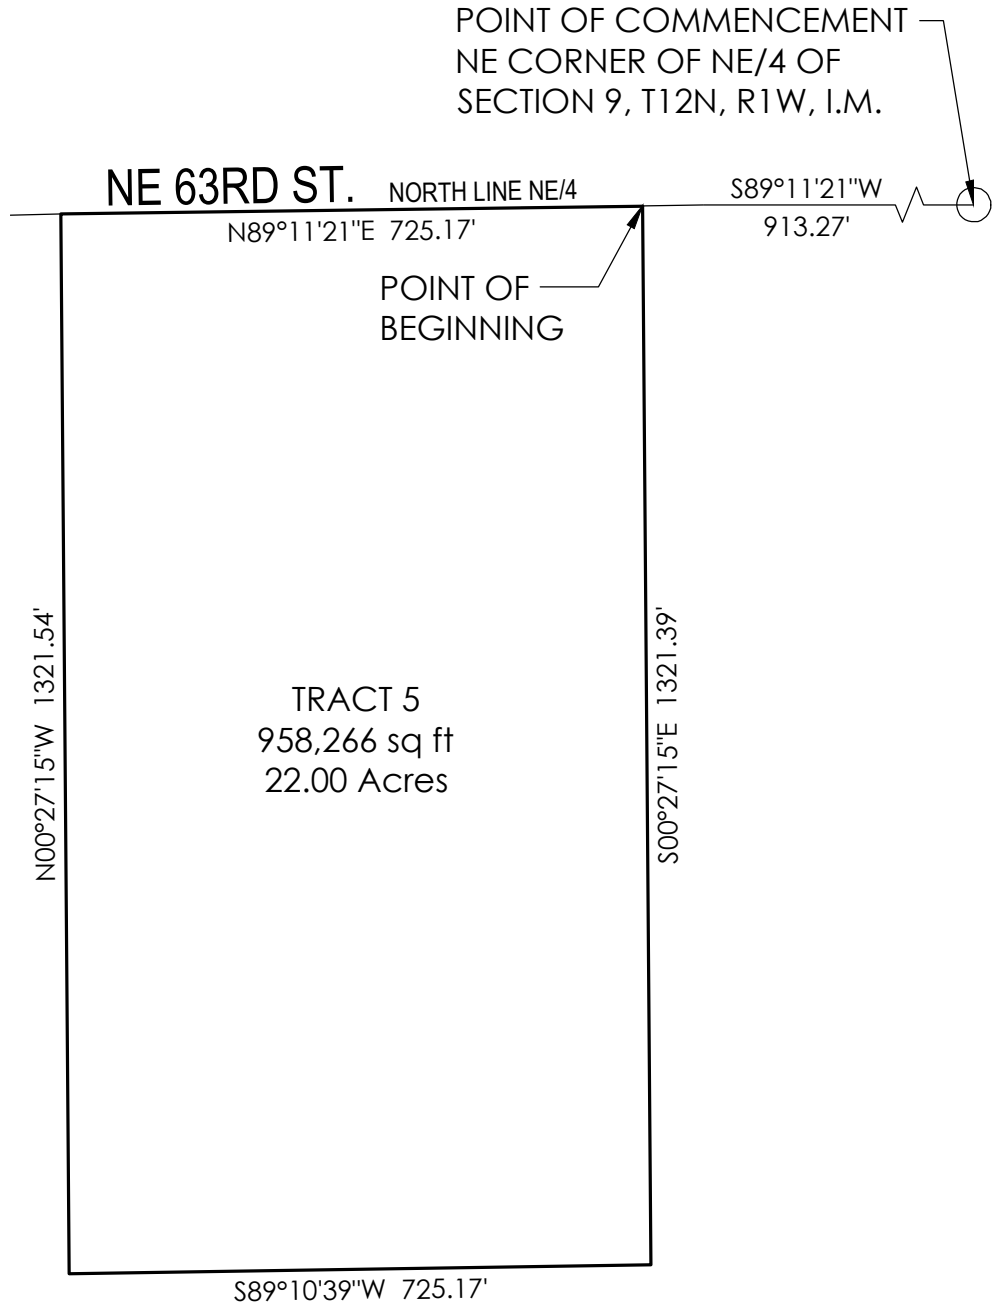 POINT OF COMMENCEMENT
NE CORNER OF NE/4 OF
SECTION 9, T12N, R1W, I.M.
NE 63RD ST.
NORTH LINE NE/4
S89°11'21"W
913.27'
N89°11'21"E 725.17'
POINT OF
BEGINNING
N00°27'15"W 1321.54'
TRACT 5
958,266 sq ft
22.00 Acres
S00°27'15"E 1321.39'
S89°10'39"W 725.17'